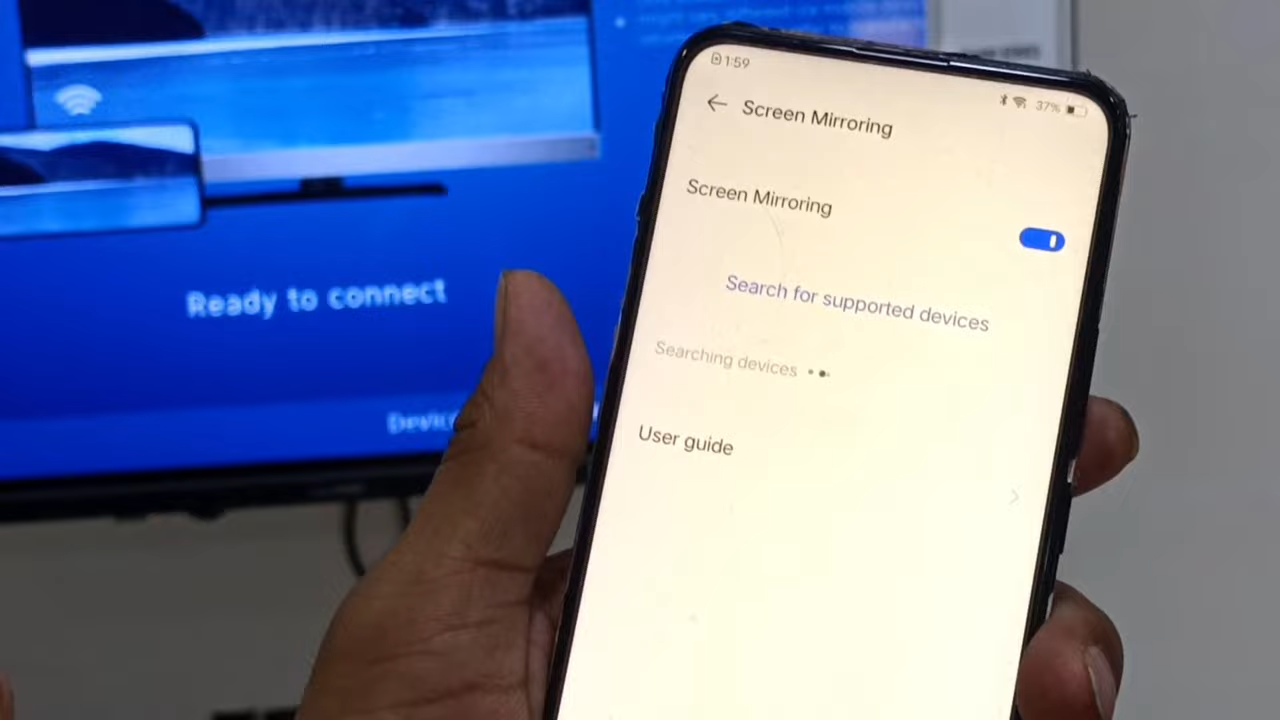 1:59
37%
Screen Mirroring
Screen Mirroring
Search for supported devices
Searching devices
User guide
Ready to connect